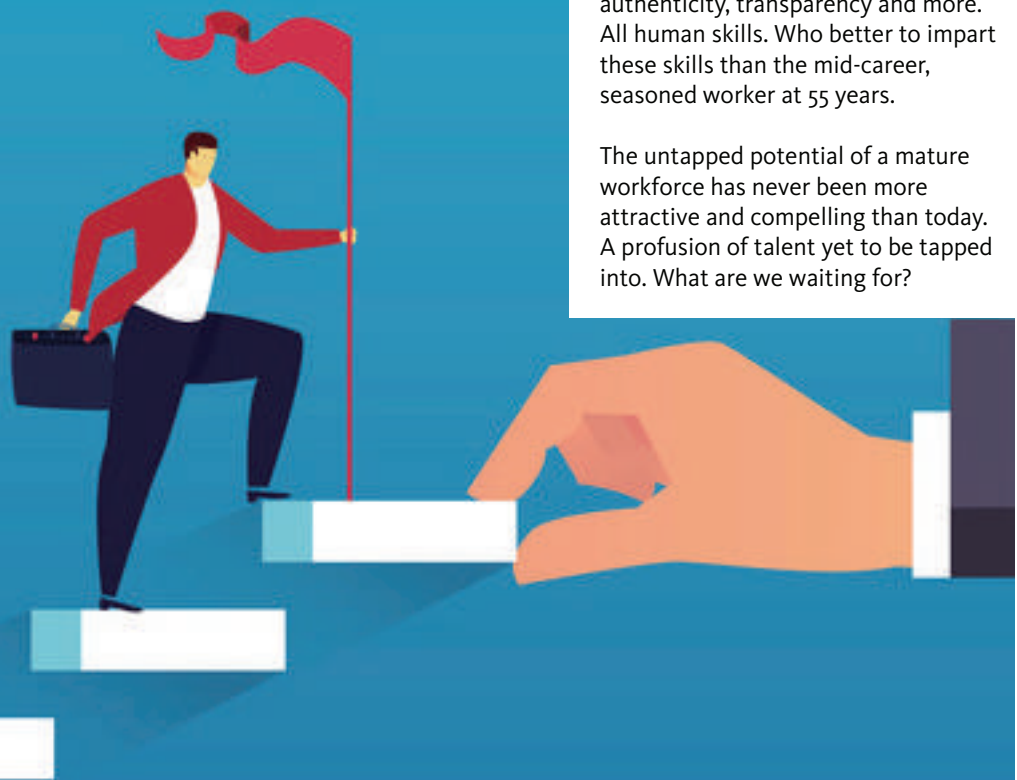 authenticity, transparency and more.
All human skills. Who better to impart
these skills than the mid-career,
seasoned worker at 55 years.
The untapped potential of a mature
workforce has never been more
attractive and compelling than today.
A profusion of talent yet to be tapped
into. What are we waiting for?